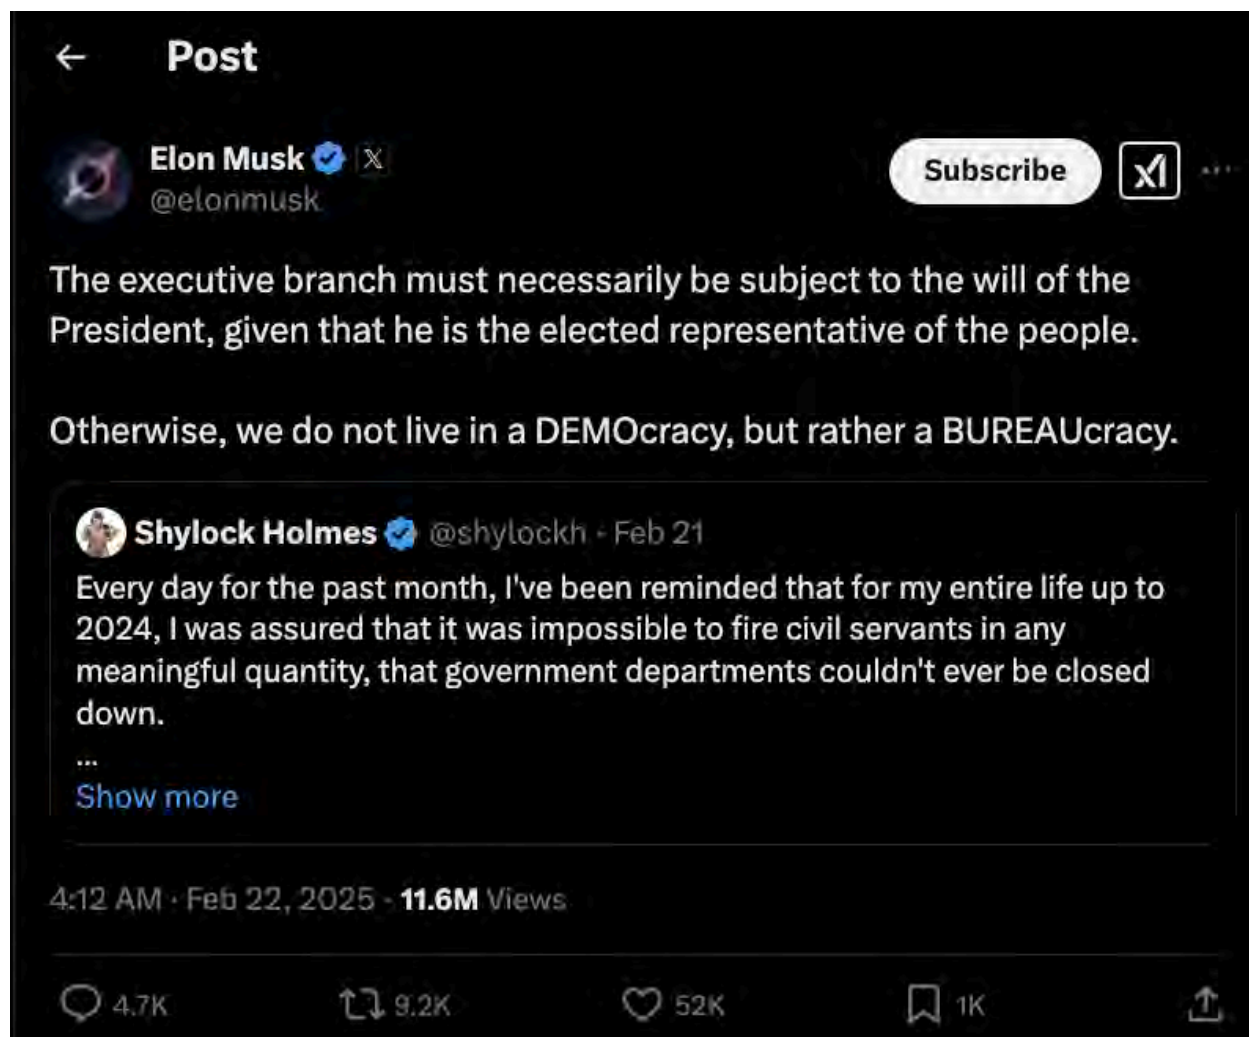 Post
Elon Musk
@elonmusk
Subscribe
The executive branch must necessarily be subject to the will of the
President, given that he is the elected representative of the people.
Otherwise, we do not live in a DEMOcracy, but rather a BUREAUcracy.
Shylock Holmes @shylockh · Feb 21
Every day for the past month, I've been reminded that for my entire life up to
2024, I was assured that it was impossible to fire civil servants in any
meaningful quantity, that government departments couldn't ever be closed
down.
...
Show more
4:12 AM · Feb 22, 2025 · 11.6M Views
4.7K 9.2K 52K 1K